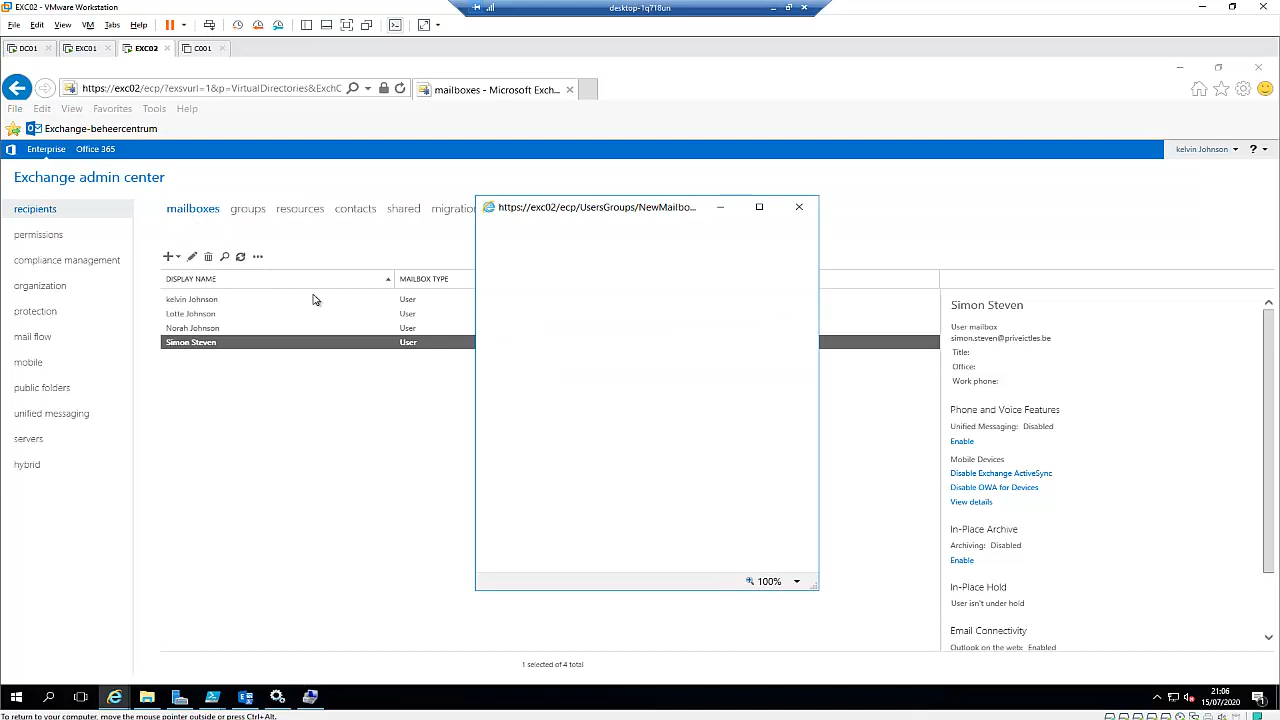 EXC02 - VMware Workstation
desktop-1q718un
File Edit View VM Tabs Help
DC01 EXC01 EXC02 C001
https://exc02/ecp/?exsvurl=1&p=VirtualDirectories&ExchC
mailboxes - Microsoft Exch...
File Edit View Favorites Tools Help
Exchange-beheercentrum
Enterprise Office 365
kelvin Johnson ?
Exchange admin center
recipients
permissions
compliance management
organization
protection
mail flow
mobile
public folders
unified messaging
servers
hybrid
mailboxes groups resources contacts shared migration
DISPLAY NAME MAILBOX TYPE
kelvin Johnson User
Lotte Johnson User
Norah Johnson User
Simon Steven User
1 selected of 4 total
https://exc02/ecp/UsersGroups/NewMailbo...
100%
Simon Steven
User mailbox
simon.steven@priveictles.be
Title:
Office:
Work phone:
Phone and Voice Features
Unified Messaging: Disabled
Enable
Mobile Devices
Disable Exchange ActiveSync
Disable OWA for Devices
View details
In-Place Archive
Archiving: Disabled
Enable
In-Place Hold
User isn't under hold
Email Connectivity
Outlook on the web: Enabled
21:06
15/07/2020
1
To return to your computer, move the mouse pointer outside or press Ctrl+Alt.